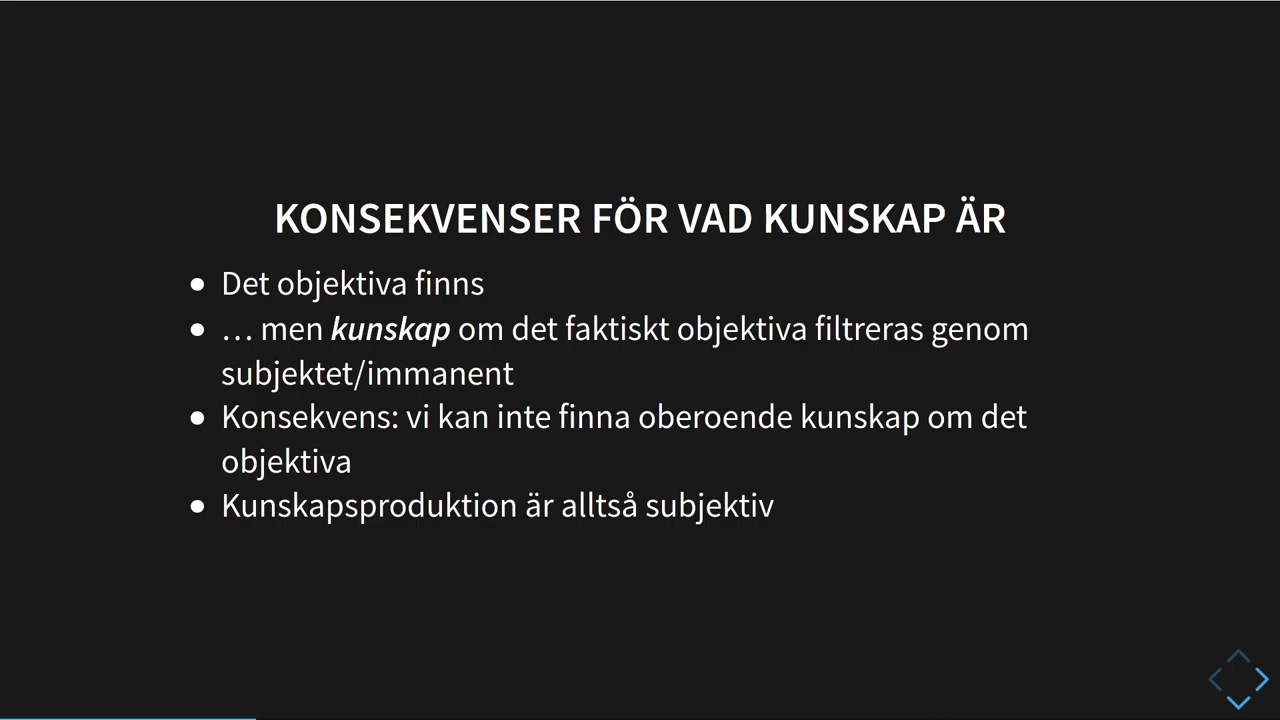 KONSEKVENSER FÖR VAD KUNSKAP ÄR
• Det objektiva finns
• … men kunskap om det faktiskt objektiva filtreras genom
subjektet/immanent
• Konsekvens: vi kan inte finna oberoende kunskap om det
objektiva
• Kunskapsproduktion är alltså subjektiv